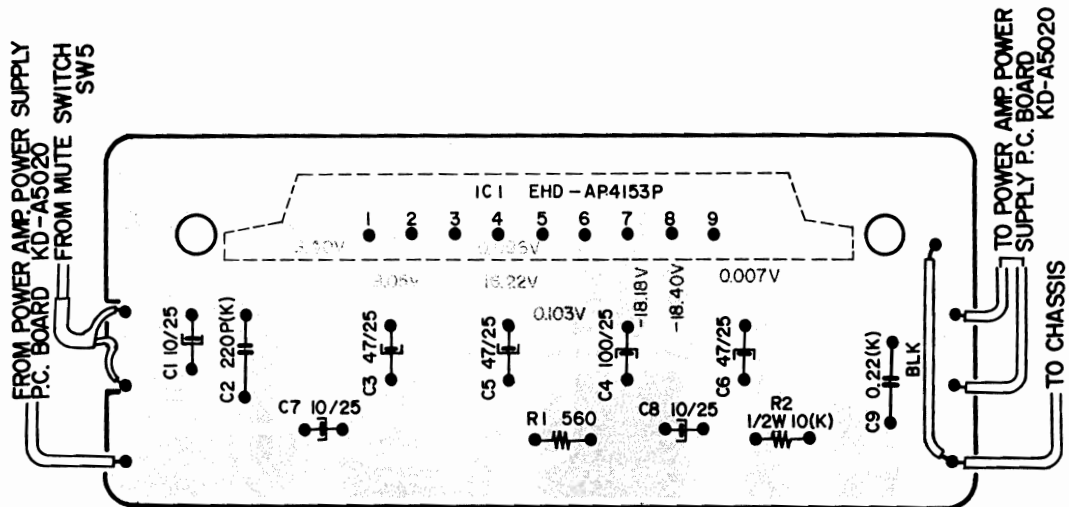 FROM POWER AMP. POWER SUPPLY
P.C. BOARD KD-A5020
FROM MUTE SWITCH
SW5
TO POWER AMP. POWER
SUPPLY P.C. BOARD
KD-A5020
TO CHASSIS
IC1 EHD-AP.4153P
1 2 3 4 5 6 7 8 9
16.22V
0.103V
-18.18V
-18.40V
0.007V
C1 10/25
C2 220P(K)
C3 47/25
C5 47/25
C4 100/25
C6 47/25
C9 0.22(K)
BLK
C7 10/25
R1 560
C8 10/25
R2
1/2W 10(K)